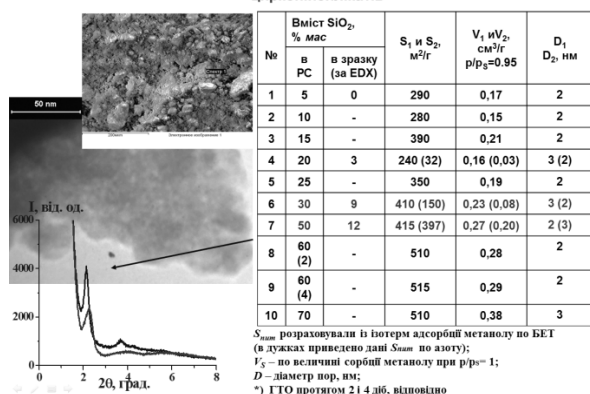 50 nm
200мкм
Электронное изображение 1
I, від. од.
6000
4000
2000
0
0 2 4 6 8
2θ, град.
№ Вміст SiO₂, % мас S₁ и S₂, м²/г V₁ иV₂, см³/г p/pₛ=0.95 D₁ D₂, нм
в РС в зразку (за EDX)
1 5 0 290 0,17 2
2 10 - 280 0,15 2
3 15 - 390 0,21 2
4 20 3 240 (32) 0,16 (0,03) 3 (2)
5 25 - 350 0,19 2
6 30 9 410 (150) 0,23 (0,08) 3 (2)
7 50 12 415 (397) 0,27 (0,20) 2 (3)
8 60 (2) - 510 0,28 2
9 60 (4) - 515 0,29 2
10 70 - 510 0,38 3
Sпит розраховували із ізотерм адсорбції метанолу по БЕТ
(в дужках приведено дані Sпит по азоту);
Vs – по величині сорбції метанолу при p/pₛ= 1;
D – діаметр пор, нм;
*) ГТО протягом 2 і 4 діб, відповідно